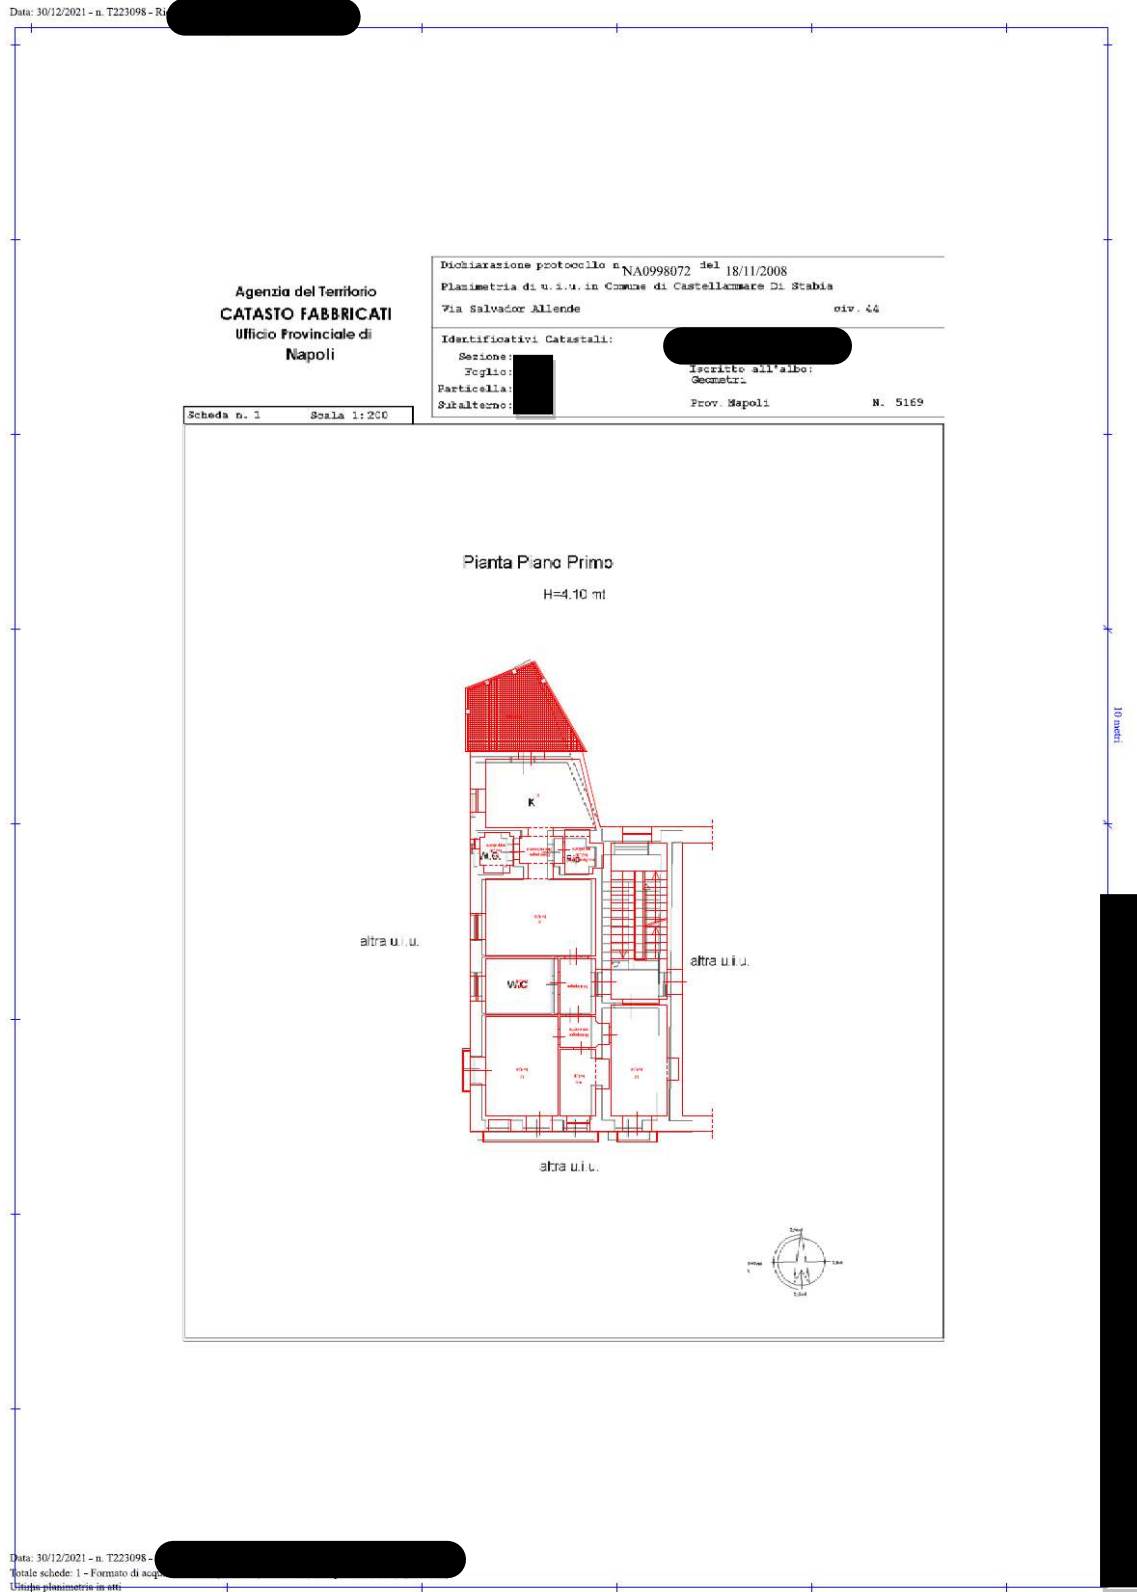 Data: 30/12/2021 - n. T223098 -
Agenzia del Territorio
CATASTO FABBRICATI
Ufficio Provinciale di
Napoli
Dichiarazione protocollo n. NA0998072 del 18/11/2008
Planimetria di u.i.u. in Comune di Castellammare Di Stabia
Via Salvador Allende civ. 44
Identificativi Catastali:
Sezione:
Foglio:
Particella:
Subalterno:
Iscritto all'albo:
Geometri
Prov. Napoli N. 5169
Scheda n. 1 Scala 1:200
Pianta Piano Primo
H=4.10 mt
10 metri
K
W.C.
Rip
altra u.i.u.
altra u.i.u.
W.C
altra u.i.u.
Data: 30/12/2021 - n. T223098 -
Totale schede: 1 - Formato di
Ultima planimetria in atti